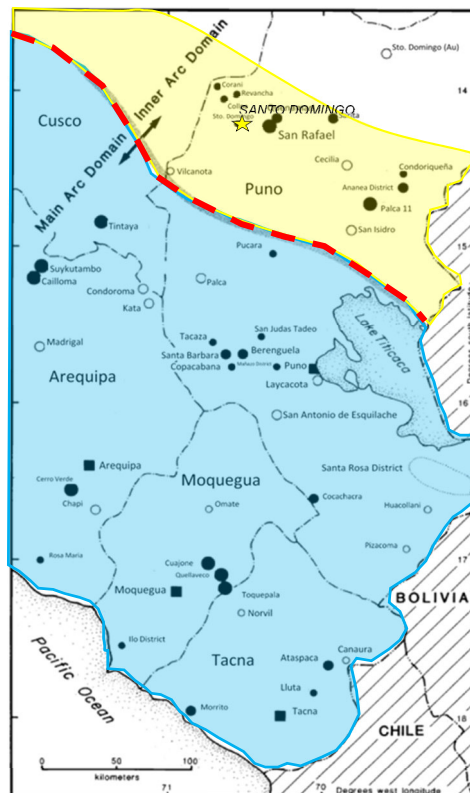 Sto. Domingo (Au)
14
Inner Arc Domain
Main Arc Domain
Corani
Revancha
Sto. Domingo
SANTO DOMINGO
San Rafael
Cusco
Cecilia
Condoriqueña
Vilcanota
Puno
Ananea District
Palca 11
San Isidro
Tintaya
15
Pucara
Suykutambo
Cailloma
Palca
Condoroma
Kata
Lake Titicaca
San Judas Tadeo
Tacaza
Madrigal
Santa Barbara
Berenguela
Copacabana
Puno
Arequipa
Laycacota
16
San Antonio de Esquilache
Arequipa
Moquegua
Santa Rosa District
Cerro Verde
Cocachacra
Chapi
Omate
Huacollani
Pizacoma
17
Rosa Maria
Cuajone
Quellaveco
Moquegua
Toquepala
BOLIVIA
Norvil
Pacific Ocean
Ilo District
Tacna
Canaura
Ataspaca
Lluta
Morrito
Tacna
18
CHILE
0
50
100
kilometers
71
70
Degrees west longitude